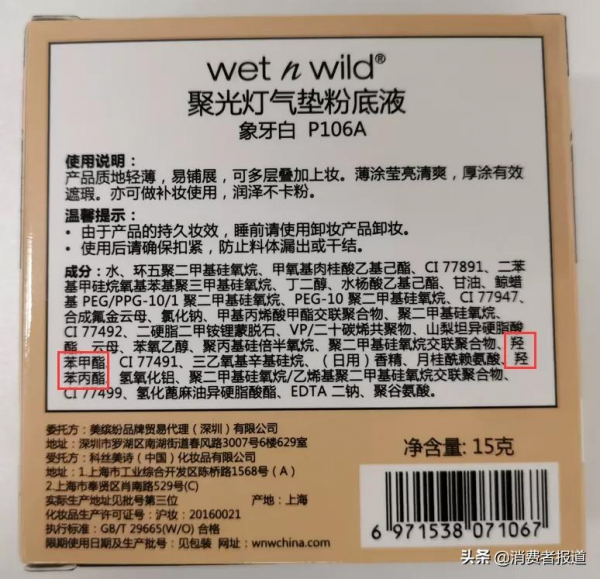 wet n wild®
聚光灯气垫粉底液
象牙白 P106A
使用说明：
产品质地轻薄，易铺展，可多层叠加上妆。薄涂莹亮清爽，厚涂有效
遮瑕。亦可做补妆使用，润泽不卡粉。
温馨提示：
• 由于产品的持久妆效，睡前请使用卸妆产品卸妆。
• 使用后请确保扣紧，防止料体漏出或干结。
成分：水、环五聚二甲基硅氧烷、甲氧基肉桂酸乙基己酯、CI 77891、二苯
基甲硅烷氧基苯基聚三甲基硅氧烷、丁二醇、水杨酸乙基己酯、甘油、鲸蜡
基 PEG/PPG-10/1 聚二甲基硅氧烷、PEG-10 聚二甲基硅氧烷、CI 77947、
合成氟金云母、氯化钠、甲基丙烯酸甲酯交联聚合物、聚二甲基硅氧烷、
CI 77492、二硬脂二甲铵锂蒙脱石、VP/二十碳烯共聚物、山梨坦异硬脂酸
酯、云母、苯氧乙醇、聚丙基硅倍半氧烷、聚二甲基硅氧烷交联聚合物、羟
苯甲酯、CI 77491、三乙氧基辛基硅烷、（日用）香精、月桂酰赖氨酸、羟
苯丙酯、氢氧化铝、聚二甲基硅氧烷/乙烯基聚二甲基硅氧烷交联聚合物、
CI 77499、氢化蓖麻油异硬脂酸酯、EDTA 二钠、聚谷氨酸。
委托方：美缤纷品牌贸易代理（深圳）有限公司
地址：深圳市罗湖区南湖街道春风路3007号6楼629室
受托方：科丝美诗（中国）化妆品有限公司
地址：1.上海市工业综合开发区陈桥路1568号（A）
2.上海市奉贤区肖南路529号(C)
实际生产地址见批号第三位 产地：上海
化妆品生产许可证号：沪妆：20160021
执行标准：GB/T 29665(W/O) 合格
限期使用日期及生产批号：见包装 网址：wnwchina.com
净含量：15克
6 971538 071067
头条 @消费者报道